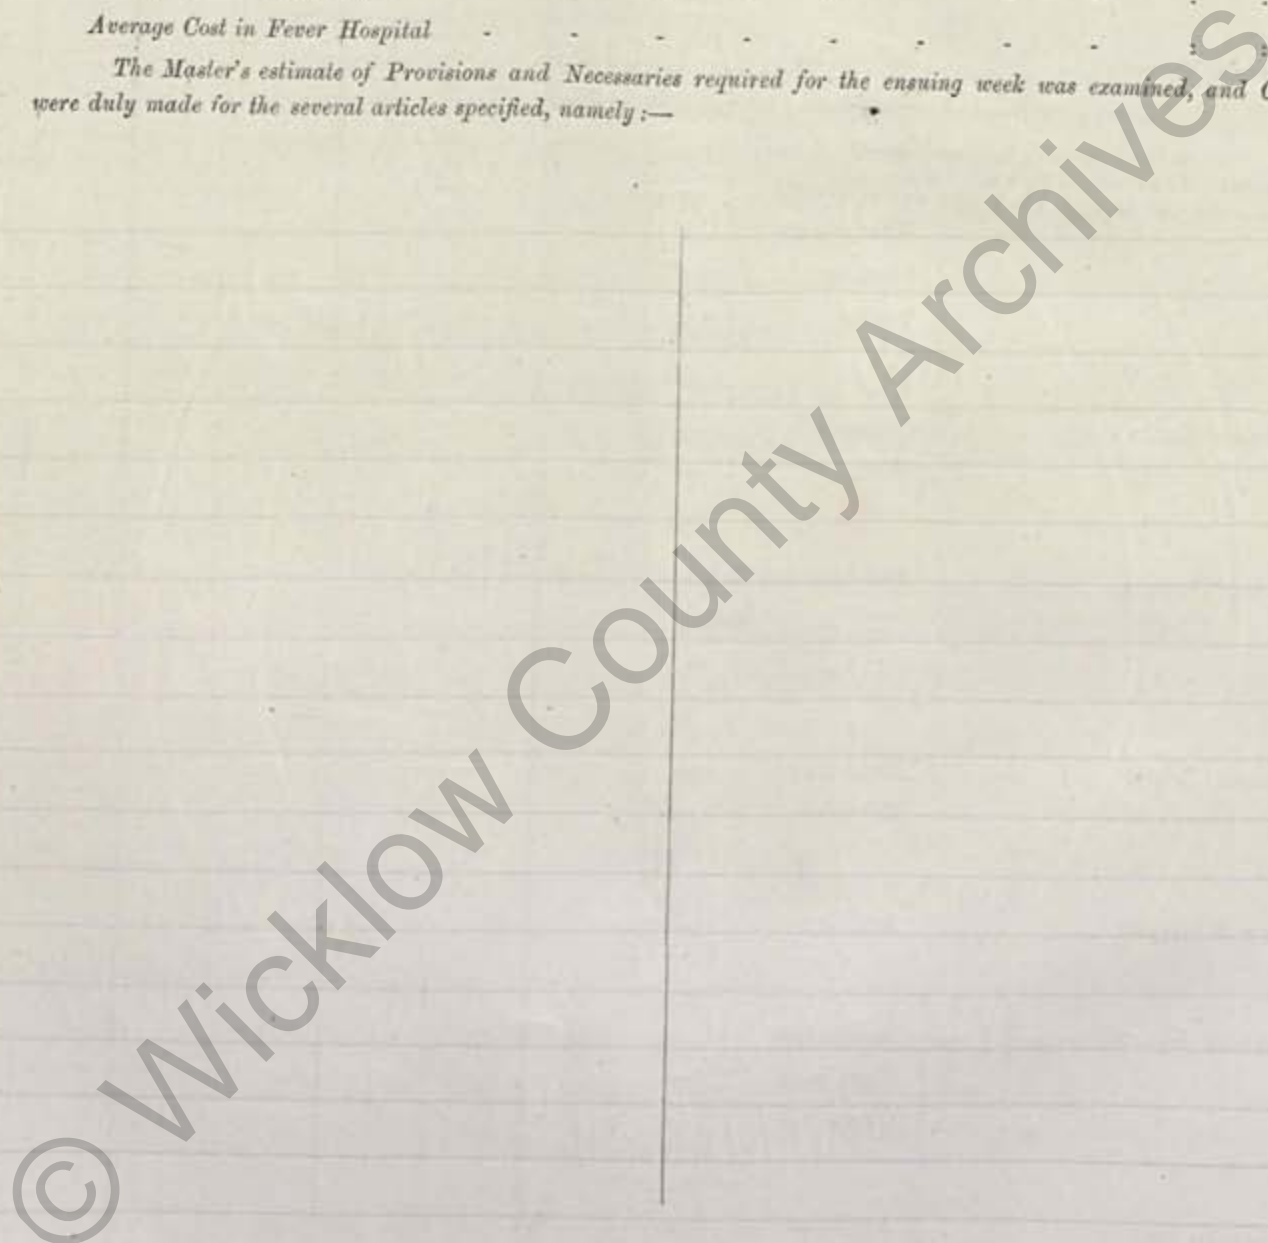 Average Cost in Fever Hospital - - - - - - - - : :
The Master's estimate of Provisions and Necessaries required for the ensuing week was examined, and
were duly made for the several articles specified, namely :—
© Wicklow County Archives